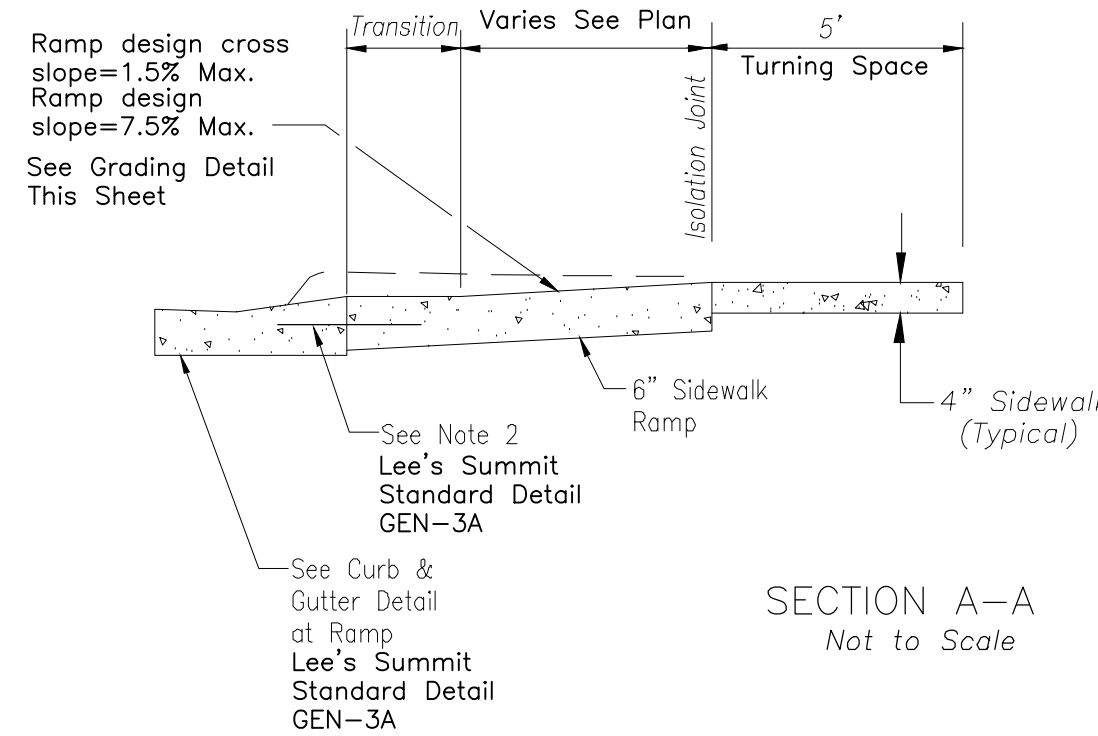 Transition
Varies See Plan
5'
Turning Space
Ramp design cross
slope=1.5% Max.
Ramp design
slope=7.5% Max.
See Grading Detail
This Sheet
Isolation Joint
6" Sidewalk
Ramp
4" Sidewalk
(Typical)
See Note 2
Lee's Summit
Standard Detail
GEN-3A
See Curb &
Gutter Detail
at Ramp
Lee's Summit
Standard Detail
GEN-3A
SECTION A-A
Not to Scale